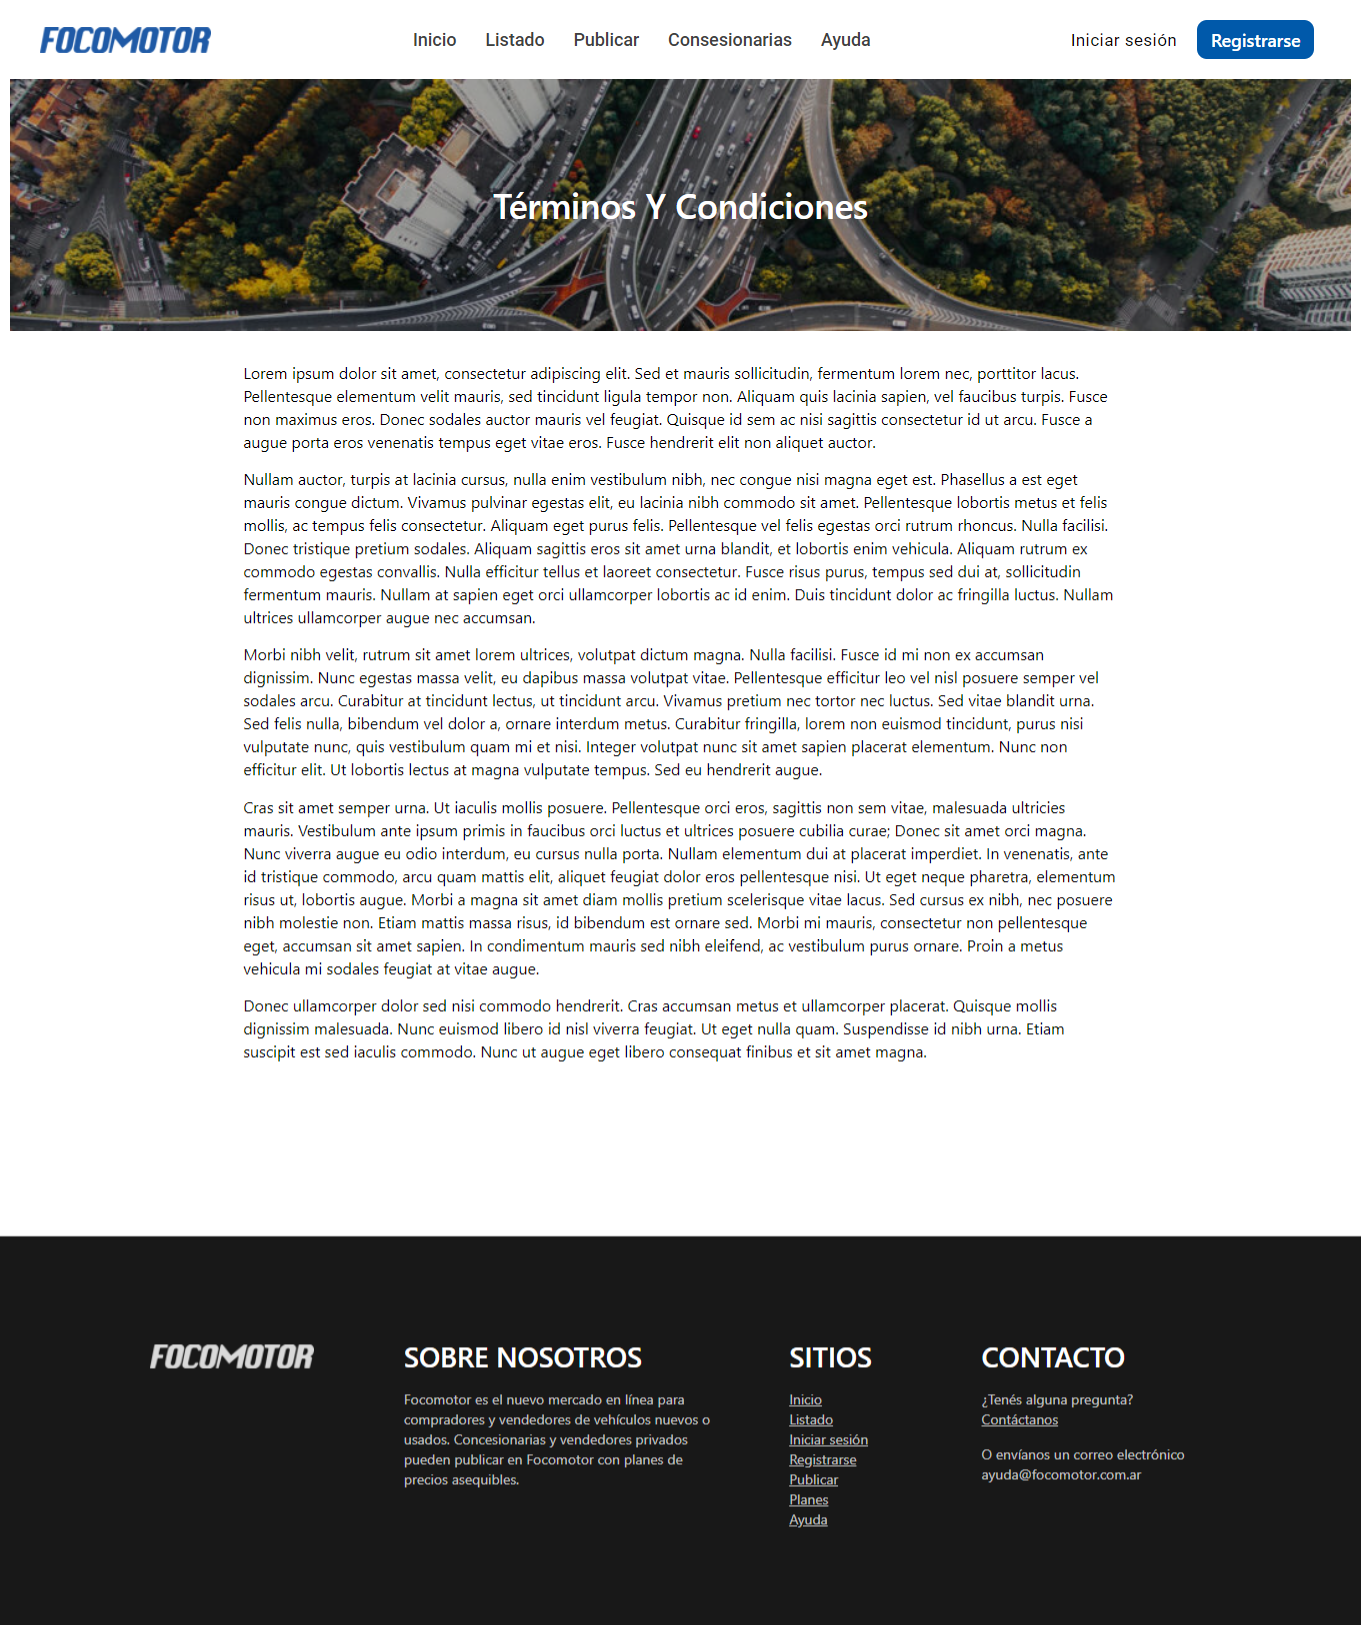 FOCOMOTOR
Inicio Listado Publicar Consesionarias Ayuda
Iniciar sesión Registrarse
Términos Y Condiciones
Lorem ipsum dolor sit amet, consectetur adipiscing elit. Sed et mauris sollicitudin, fermentum lorem nec, porttitor lacus.
Pellentesque elementum velit mauris, sed tincidunt ligula tempor non. Aliquam quis lacinia sapien, vel faucibus turpis. Fusce
non maximus eros. Donec sodales auctor mauris vel feugiat. Quisque id sem ac nisi sagittis consectetur id ut arcu. Fusce a
augue porta eros venenatis tempus eget vitae eros. Fusce hendrerit elit non aliquet auctor.
Nullam auctor, turpis at lacinia cursus, nulla enim vestibulum nibh, nec congue nisi magna eget est. Phasellus a est eget
mauris congue dictum. Vivamus pulvinar egestas elit, eu lacinia nibh commodo sit amet. Pellentesque lobortis metus et felis
mollis, ac tempus felis consectetur. Aliquam eget purus felis. Pellentesque vel felis egestas orci rutrum rhoncus. Nulla facilisi.
Donec tristique pretium sodales. Aliquam sagittis eros sit amet urna blandit, et lobortis enim vehicula. Aliquam rutrum ex
commodo egestas convallis. Nulla efficitur tellus et laoreet consectetur. Fusce risus purus, tempus sed dui at, sollicitudin
fermentum mauris. Nullam at sapien eget orci ullamcorper lobortis ac id enim. Duis tincidunt dolor ac fringilla luctus. Nullam
ultrices ullamcorper augue nec accumsan.
Morbi nibh velit, rutrum sit amet lorem ultrices, volutpat dictum magna. Nulla facilisi. Fusce id mi non ex accumsan
dignissim. Nunc egestas massa velit, eu dapibus massa volutpat vitae. Pellentesque efficitur leo vel nisl posuere semper vel
sodales arcu. Curabitur at tincidunt lectus, ut tincidunt arcu. Vivamus pretium nec tortor nec luctus. Sed vitae blandit urna.
Sed felis nulla, bibendum vel dolor a, ornare interdum metus. Curabitur fringilla, lorem non euismod tincidunt, purus nisi
vulputate nunc, quis vestibulum quam mi et nisi. Integer volutpat nunc sit amet sapien placerat elementum. Nunc non
efficitur elit. Ut lobortis lectus at magna vulputate tempus. Sed eu hendrerit augue.
Cras sit amet semper urna. Ut iaculis mollis posuere. Pellentesque orci eros, sagittis non sem vitae, malesuada ultricies
mauris. Vestibulum ante ipsum primis in faucibus orci luctus et ultrices posuere cubilia curae; Donec sit amet orci magna.
Nunc viverra augue eu odio interdum, eu cursus nulla porta. Nullam elementum dui at placerat imperdiet. In venenatis, ante
id tristique commodo, arcu quam mattis elit, aliquet feugiat dolor eros pellentesque nisi. Ut eget neque pharetra, elementum
risus ut, lobortis augue. Morbi a magna sit amet diam mollis pretium scelerisque vitae lacus. Sed cursus ex nibh, nec posuere
nibh molestie non. Etiam mattis massa risus, id bibendum est ornare sed. Morbi mi mauris, consectetur non pellentesque
eget, accumsan sit amet sapien. In condimentum mauris sed nibh eleifend, ac vestibulum purus ornare. Proin a metus
vehicula mi sodales feugiat at vitae augue.
Donec ullamcorper dolor sed nisi commodo hendrerit. Cras accumsan metus et ullamcorper placerat. Quisque mollis
dignissim malesuada. Nunc euismod libero id nisl viverra feugiat. Ut eget nulla quam. Suspendisse id nibh urna. Etiam
suscipit est sed iaculis commodo. Nunc ut augue eget libero consequat finibus et sit amet magna.
FOCOMOTOR
SOBRE NOSOTROS
Focomotor es el nuevo mercado en línea para
compradores y vendedores de vehículos nuevos o
usados. Concesionarias y vendedores privados
pueden publicar en Focomotor con planes de
precios asequibles.
SITIOS
Inicio
Listado
Iniciar sesión
Registrarse
Publicar
Planes
Ayuda
CONTACTO
¿Tenés alguna pregunta?
Contáctanos
O envíanos un correo electrónico
ayuda@focomotor.com.ar